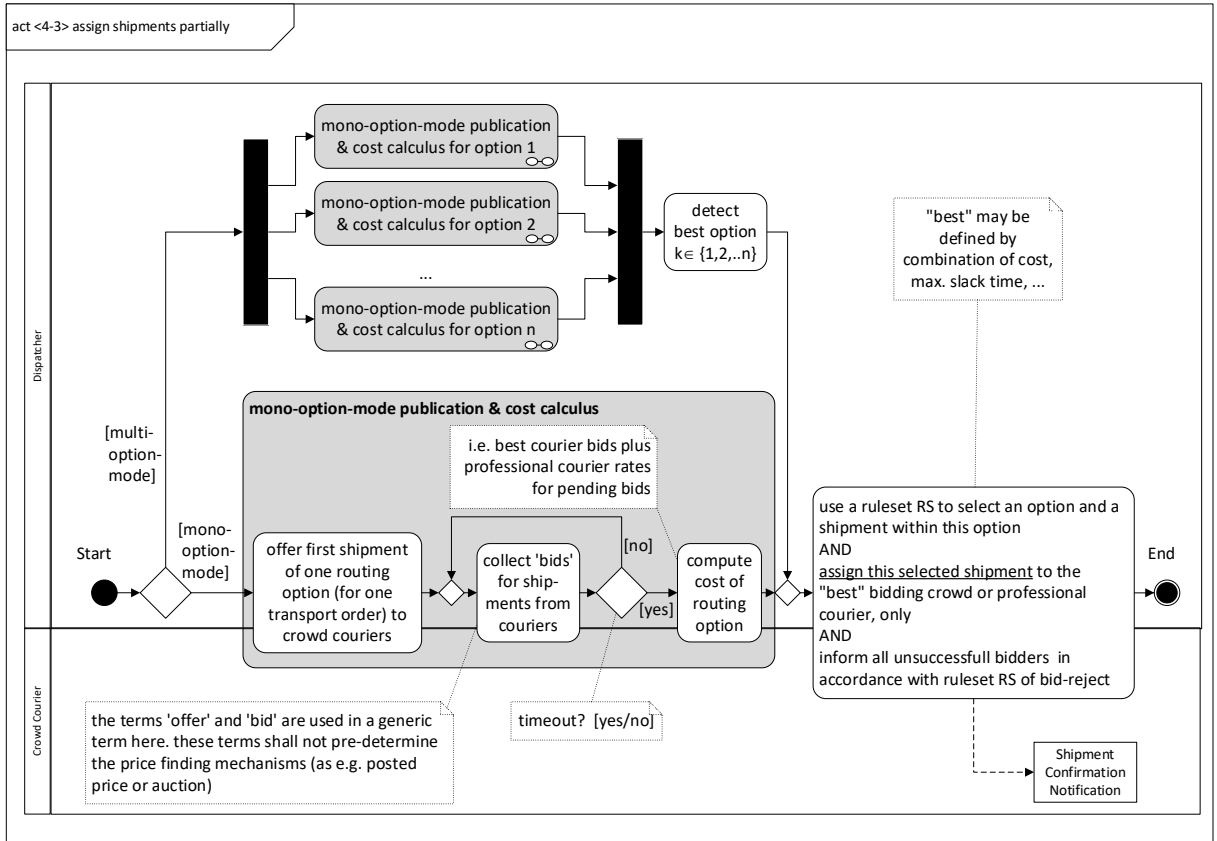 act <4-3> assign shipments partially
Dispatcher
Crowd Courier
mono-option-mode publication
& cost calculus for option 1
mono-option-mode publication
& cost calculus for option 2
...
mono-option-mode publication
& cost calculus for option n
detect
best option
k∈ {1,2,..n}
"best" may be
defined by
combination of cost,
max. slack time, ...
[multi-
option-
mode]
[mono-
option-
mode]
Start
mono-option-mode publication & cost calculus
i.e. best courier bids plus
professional courier rates
for pending bids
offer first shipment
of one routing
option (for one
transport order) to
crowd couriers
collect 'bids'
for ship-
ments from
couriers
[no]
[yes]
compute
cost of
routing
option
use a ruleset RS to select an option and a
shipment within this option
AND
assign this selected shipment to the
"best" bidding crowd or professional
courier, only
AND
inform all unsuccessfull bidders in
accordance with ruleset RS of bid-reject
End
the terms 'offer' and 'bid' are used in a generic
term here. these terms shall not pre-determine
the price finding mechanisms (as e.g. posted
price or auction)
timeout? [yes/no]
Shipment
Confirmation
Notification